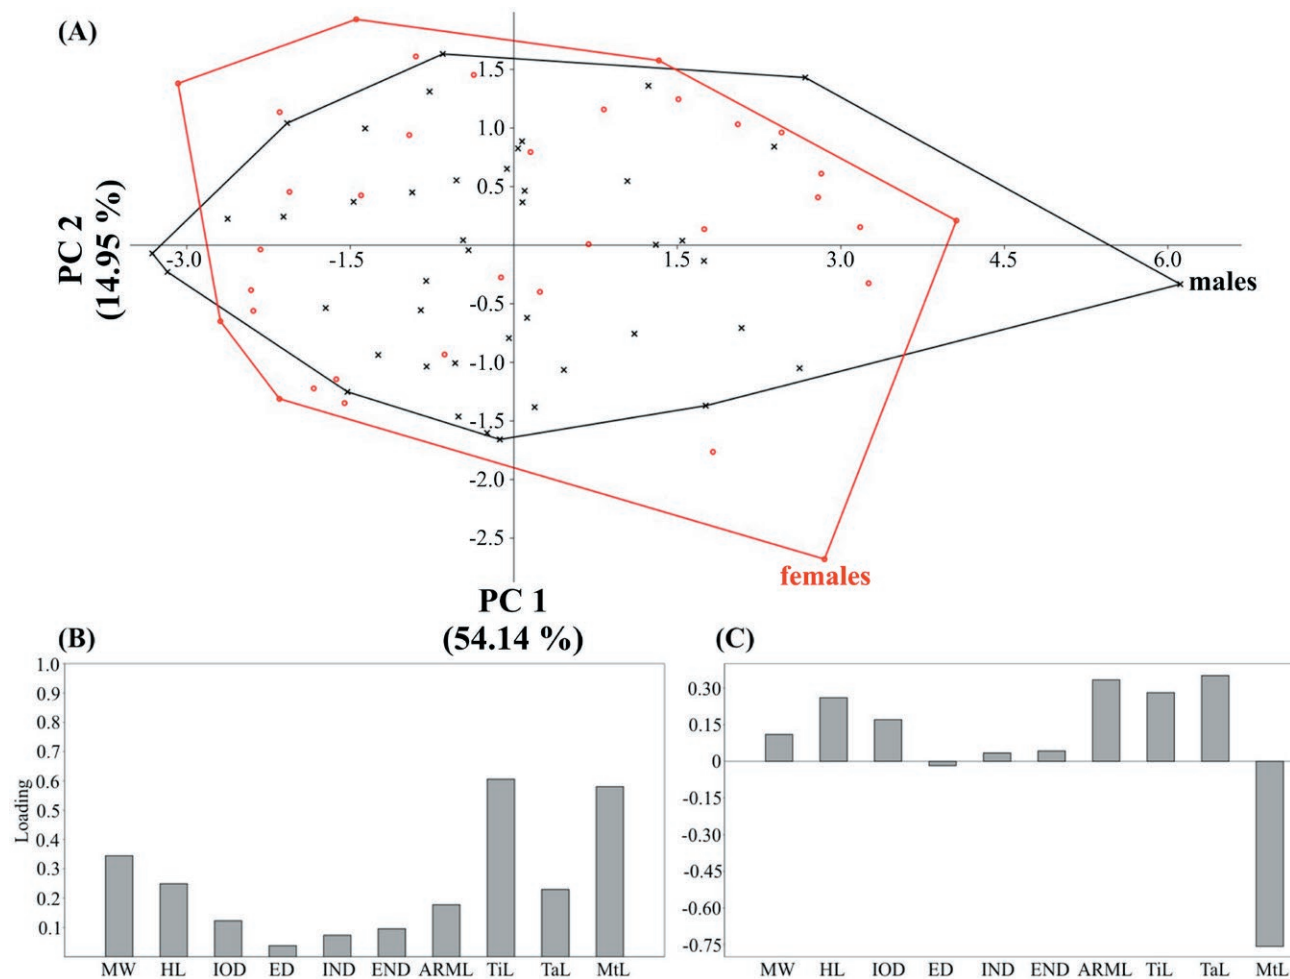 (A)
1.5
1.0
0.5
-3.0 -1.5 1.5 3.0 4.5 6.0
-0.5
-1.0
-1.5
-2.0
-2.5
PC 2
(14.95 %)
males
females
PC 1
(54.14 %)
(B)
1.0
0.9
0.8
0.7
0.6
0.5
0.4
0.3
0.2
0.1
Loading
MW HL IOD ED IND END ARML TiL TaL MtL
(C)
0.30
0.15
0
-0.15
-0.30
-0.45
-0.60
-0.75
MW HL IOD ED IND END ARML TiL TaL MtL